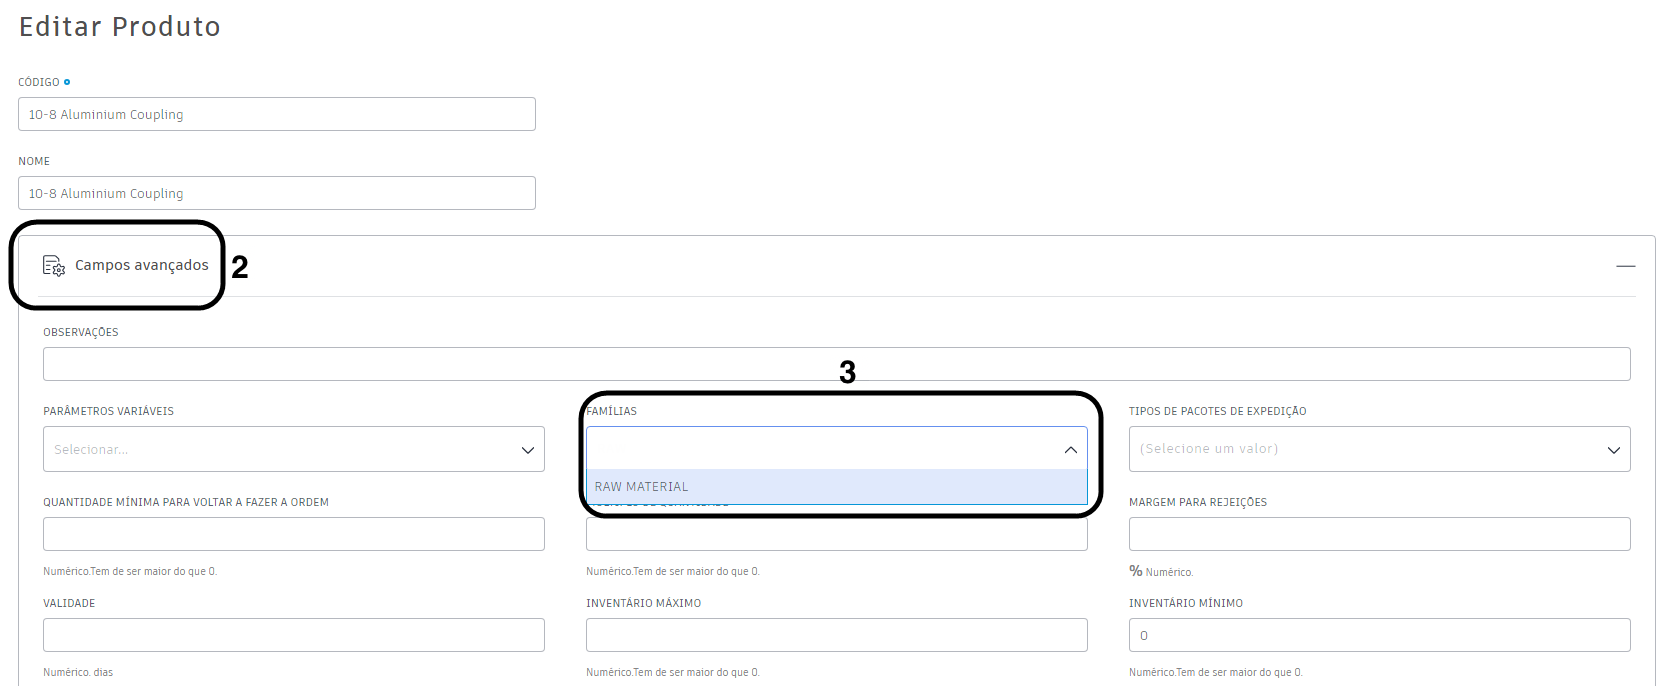 Editar Produto
CÓDIGO
10-8 Aluminium Coupling
NOME
10-8 Aluminium Coupling
Campos avançados
2
OBSERVAÇÕES
3
PARÂMETROS VARIÁVEIS
Selecionar...
FAMÍLIAS
RAW MATERIAL
TIPOS DE PACOTES DE EXPEDIÇÃO
(Selecione um valor)
QUANTIDADE MÍNIMA PARA VOLTAR A FAZER A ORDEM
Numérico.Tem de ser maior do que 0.
Numérico.Tem de ser maior do que 0.
MARGEM PARA REJEIÇÕES
% Numérico.
VALIDADE
Numérico. dias
INVENTÁRIO MÁXIMO
Numérico.Tem de ser maior do que 0.
INVENTÁRIO MÍNIMO
0
Numérico.Tem de ser maior do que 0.